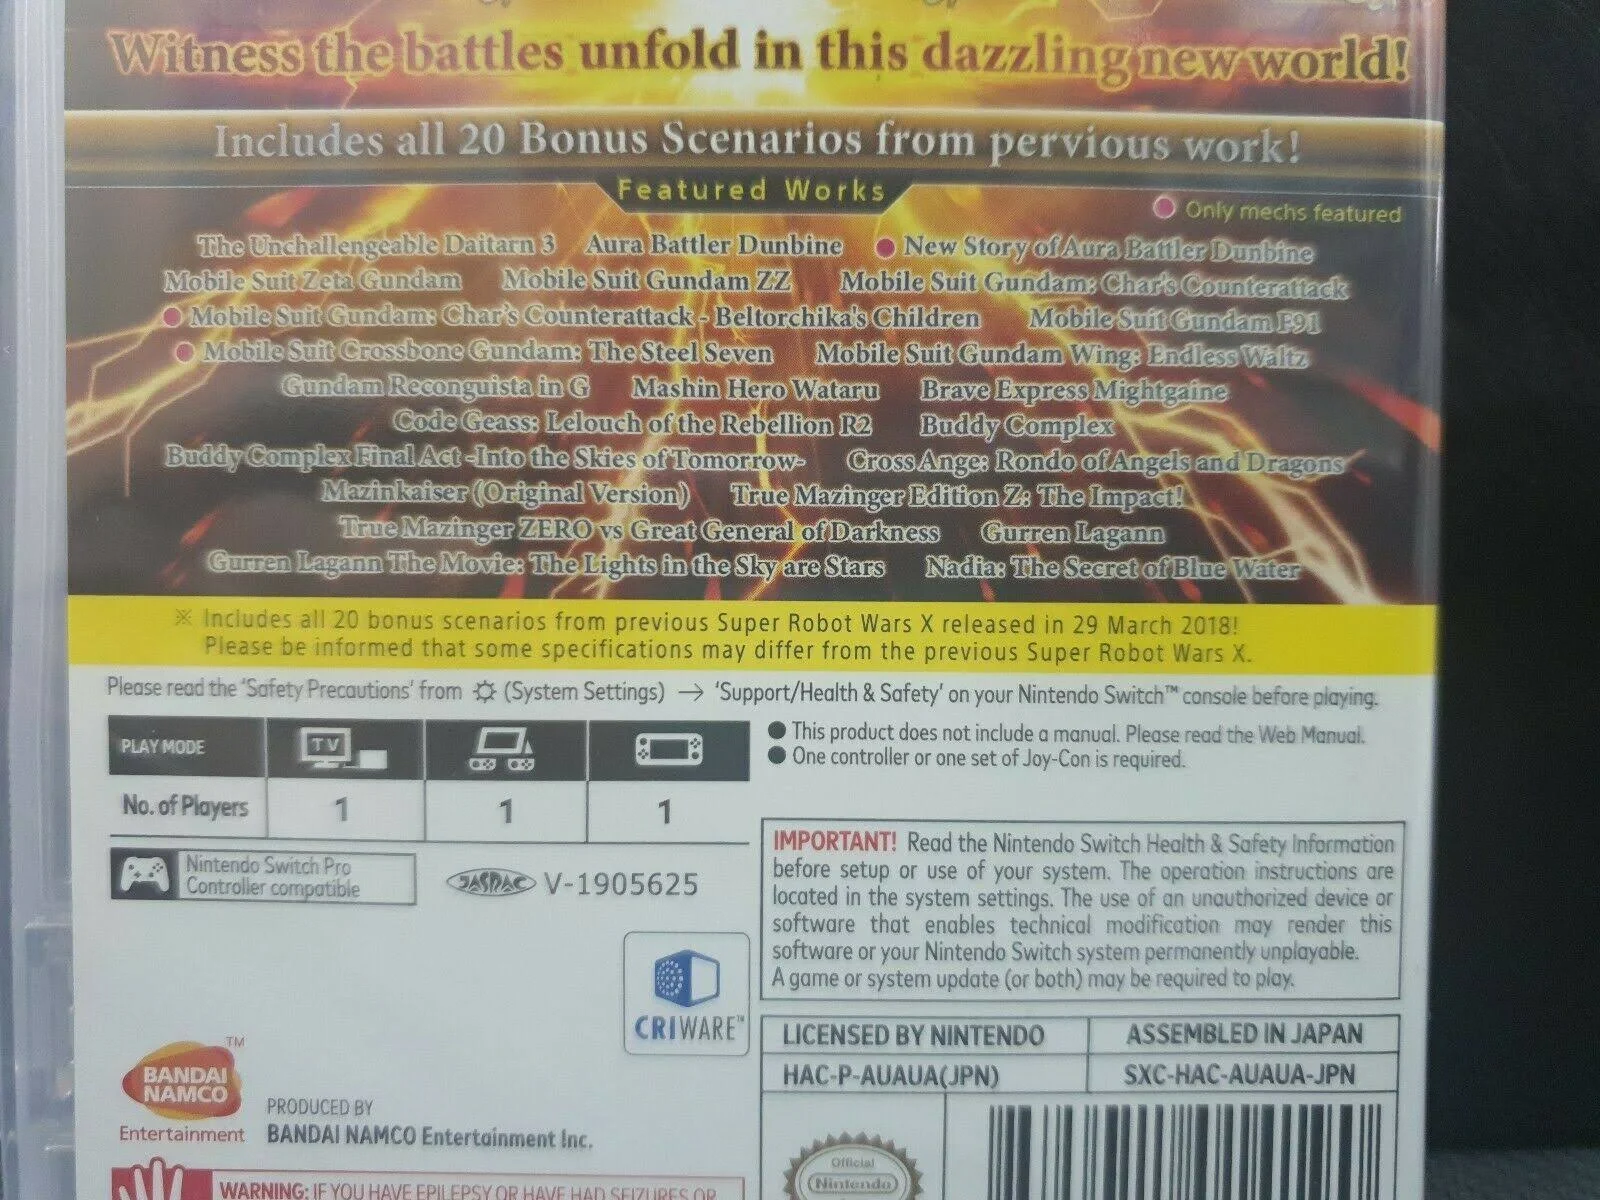 Witness the battles unfold in this dazzling new world!
Includes all 20 Bonus Scenarios from pervious work!
Featured Works
Only mechs featured
The Unchallengeable Daitarn 3 Aura Battler Dunbine ● New Story of Aura Battler Dunbine
Mobile Suit Zeta Gundam Mobile Suit Gundam ZZ Mobile Suit Gundam: Char's Counterattack
● Mobile Suit Gundam: Char's Counterattack - Beltorchika's Children Mobile Suit Gundam F91
● Mobile Suit Crossbone Gundam: The Steel Seven Mobile Suit Gundam Wing: Endless Waltz
Gundam Reconguista in G Mashin Hero Wataru Brave Express Mightgaine
Code Geass: Lelouch of the Rebellion R2 Buddy Complex
Buddy Complex Final Act -Into the Skies of Tomorrow- Cross Ange: Rondo of Angels and Dragons
Mazinkaiser (Original Version) True Mazinger Edition Z: The Impact!
True Mazinger ZERO vs Great General of Darkness Gurren Lagann
Gurren Lagann The Movie: The Lights in the Sky are Stars Nadia: The Secret of Blue Water
※ Includes all 20 bonus scenarios from previous Super Robot Wars X released in 29 March 2018!
Please be informed that some specifications may differ from the previous Super Robot Wars X.
Please read the 'Safety Precautions' from (System Settings) → 'Support/Health & Safety' on your Nintendo Switch™ console before playing.
PLAY MODE TV
No. of Players 1 1 1
● This product does not include a manual. Please read the Web Manual.
● One controller or one set of Joy-Con is required.
Nintendo Switch Pro
Controller compatible
JASRAC V-1905625
IMPORTANT! Read the Nintendo Switch Health & Safety Information
before setup or use of your system. The operation instructions are
located in the system settings. The use of an unauthorized device or
software that enables technical modification may render this
software or your Nintendo Switch system permanently unplayable.
A game or system update (or both) may be required to play.
CRIWARE™
LICENSED BY NINTENDO ASSEMBLED IN JAPAN
HAC-P-AUAUA(JPN) SXC-HAC-AUAUA-JPN
BANDAI
NAMCO
TM
Entertainment
PRODUCED BY
BANDAI NAMCO Entertainment Inc.
Official
Nintendo
WARNING: IF YOU HAVE EPILEPSY OR HAVE HAD SEIZURES OR